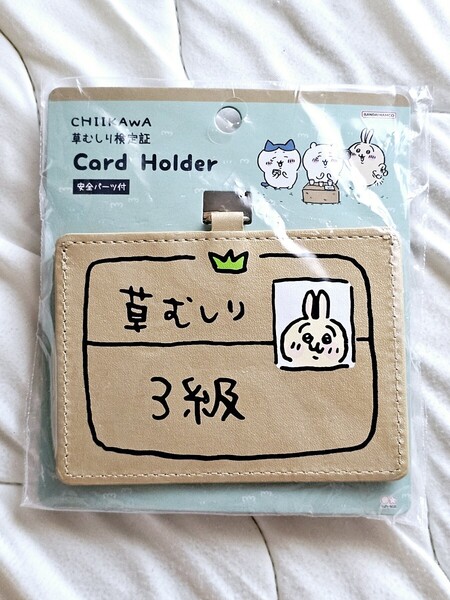 CHIIKAWA
草むしり検定証
Card Holder
安全パーツ付
草むしり
3級